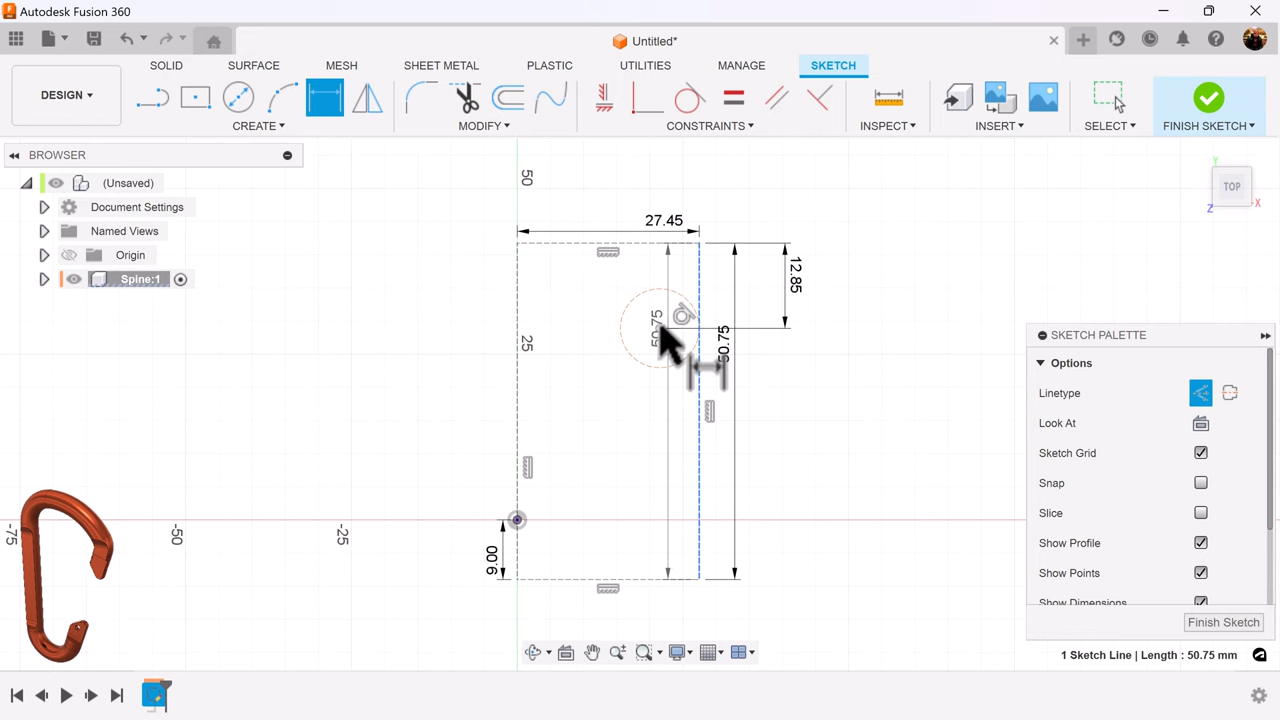 Autodesk Fusion 360
Untitled*
DESIGN
SOLID
SURFACE
MESH
SHEET METAL
PLASTIC
UTILITIES
MANAGE
SKETCH
CREATE
MODIFY
CONSTRAINTS
INSPECT
INSERT
SELECT
FINISH SKETCH
BROWSER
(Unsaved)
Document Settings
Named Views
Origin
Spine:1
50
25
-75
-50
-25
27.45
12.85
50.75
50.75
9.00
TOP
Y
X
Z
SKETCH PALETTE
Options
Linetype
Look At
Sketch Grid
Snap
Slice
Show Profile
Show Points
Show Dimensions
Finish Sketch
1 Sketch Line | Length : 50.75 mm